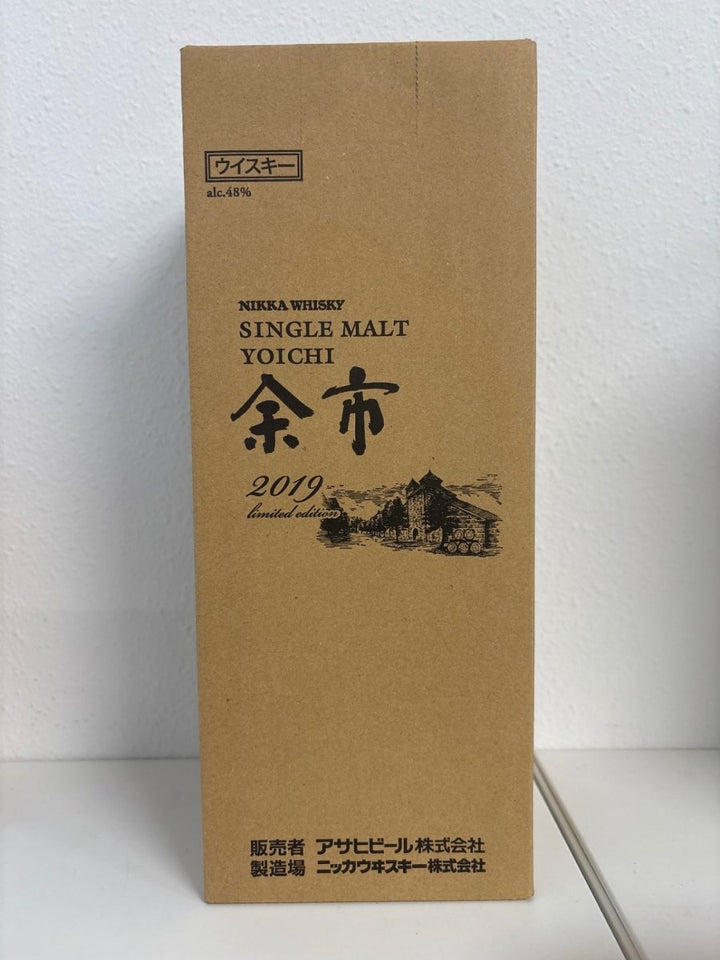 ウイスキー
alc.48%
NIKKA WHISKY
SINGLE MALT
YOICHI
余市
2019
limited edition
販売者 アサヒビール株式会社
製造場 ニッカウヰスキー株式会社